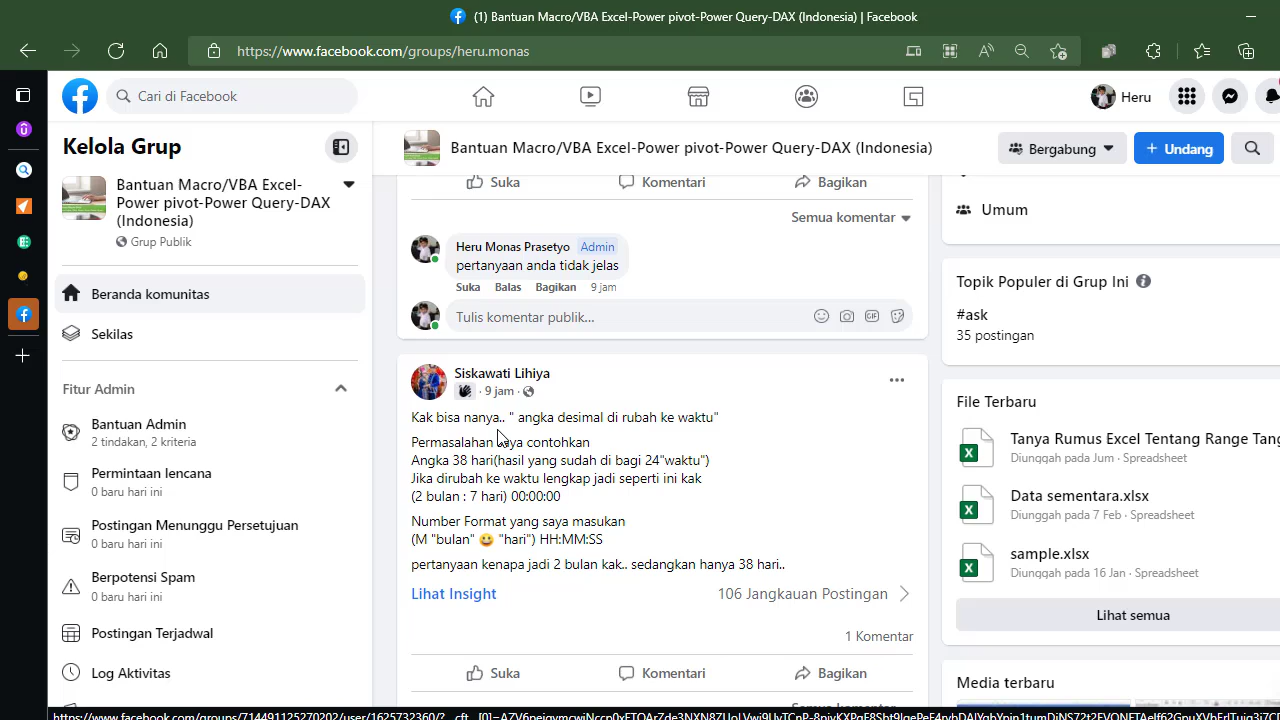 (1) Bantuan Macro/VBA Excel-Power pivot-Power Query-DAX (Indonesia) | Facebook
https://www.facebook.com/groups/heru.monas
Cari di Facebook
Heru
Kelola Grup
Bantuan Macro/VBA Excel-
Power pivot-Power Query-DAX
(Indonesia)
Grup Publik
Beranda komunitas
Sekilas
Fitur Admin
Bantuan Admin
2 tindakan, 2 kriteria
Permintaan lencana
0 baru hari ini
Postingan Menunggu Persetujuan
0 baru hari ini
Berpotensi Spam
0 baru hari ini
Postingan Terjadwal
Log Aktivitas
Bantuan Macro/VBA Excel-Power pivot-Power Query-DAX (Indonesia)
Bergabung
+ Undang
Suka
Komentari
Bagikan
Semua komentar
Heru Monas Prasetyo Admin
pertanyaan anda tidak jelas
Suka Balas Bagikan 9 jam
Tulis komentar publik...
GIF
Siskawati Lihiya
· 9 jam ·
Kak bisa nanya.. " angka desimal di rubah ke waktu"
Permasalahan saya contohkan
Angka 38 hari(hasil yang sudah di bagi 24"waktu")
Jika dirubah ke waktu lengkap jadi seperti ini kak
(2 bulan : 7 hari) 00:00:00
Number Format yang saya masukan
(M "bulan" 😀 "hari") HH:MM:SS
pertanyaan kenapa jadi 2 bulan kak.. sedangkan hanya 38 hari..
Lihat Insight
106 Jangkauan Postingan
1 Komentar
Suka
Komentari
Bagikan
Umum
Topik Populer di Grup Ini
#ask
35 postingan
File Terbaru
Tanya Rumus Excel Tentang Range Tang
Diunggah pada Jum · Spreadsheet
Data sementara.xlsx
Diunggah pada 7 Feb · Spreadsheet
sample.xlsx
Diunggah pada 16 Jan · Spreadsheet
Lihat semua
Media terbaru